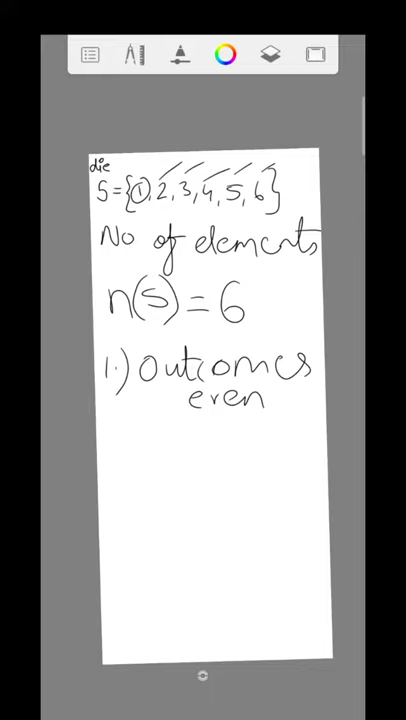 die
S={1,2,3,4,5,6}
No of elements
n(S)=6
1.) Outcomes
even